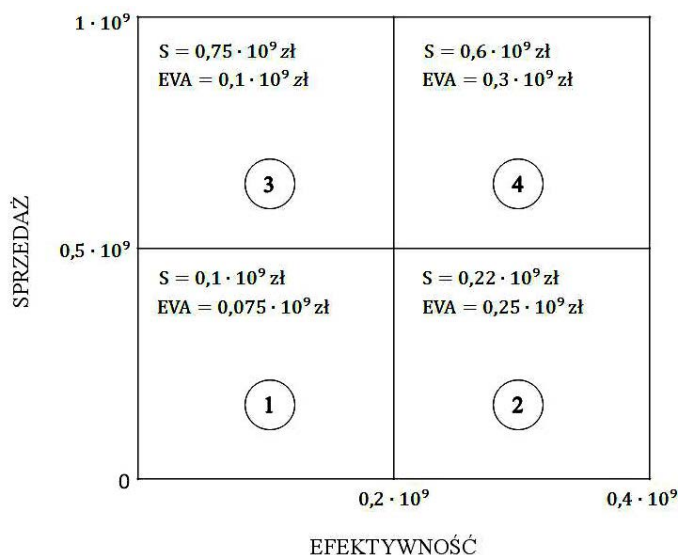 1 · 10⁹
S = 0,75 · 10⁹ zł
EVA = 0,1 · 10⁹ zł
S = 0,6 · 10⁹ zł
EVA = 0,3 · 10⁹ zł
3
4
SPRZEDAŻ
0,5 · 10⁹
S = 0,1 · 10⁹ zł
EVA = 0,075 · 10⁹ zł
S = 0,22 · 10⁹ zł
EVA = 0,25 · 10⁹ zł
1
2
0
0,2 · 10⁹
0,4 · 10⁹
EFEKTYWNOŚĆ